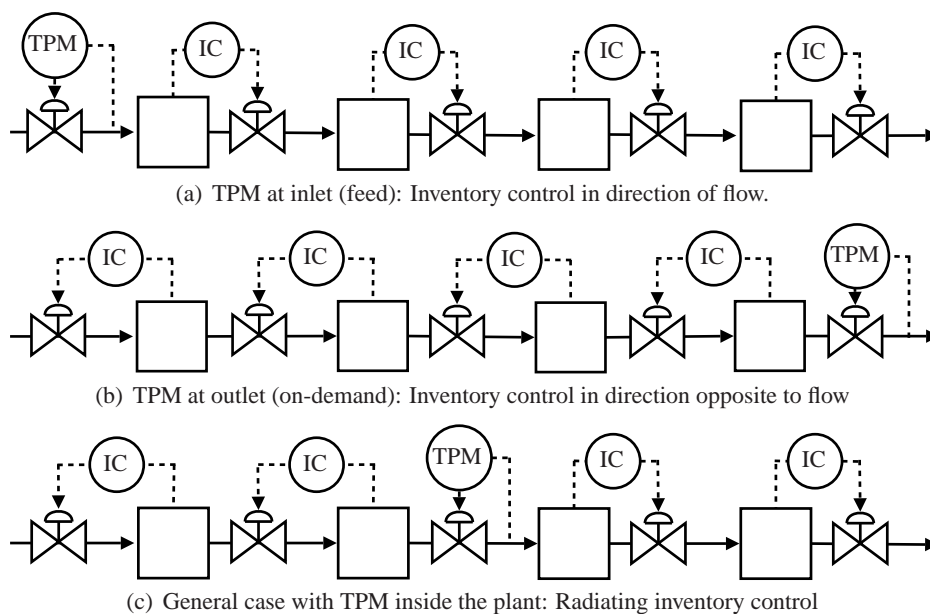 TPM IC IC IC IC
(a) TPM at inlet (feed): Inventory control in direction of flow.
IC IC IC IC TPM
(b) TPM at outlet (on-demand): Inventory control in direction opposite to flow
IC IC TPM IC IC
(c) General case with TPM inside the plant: Radiating inventory control